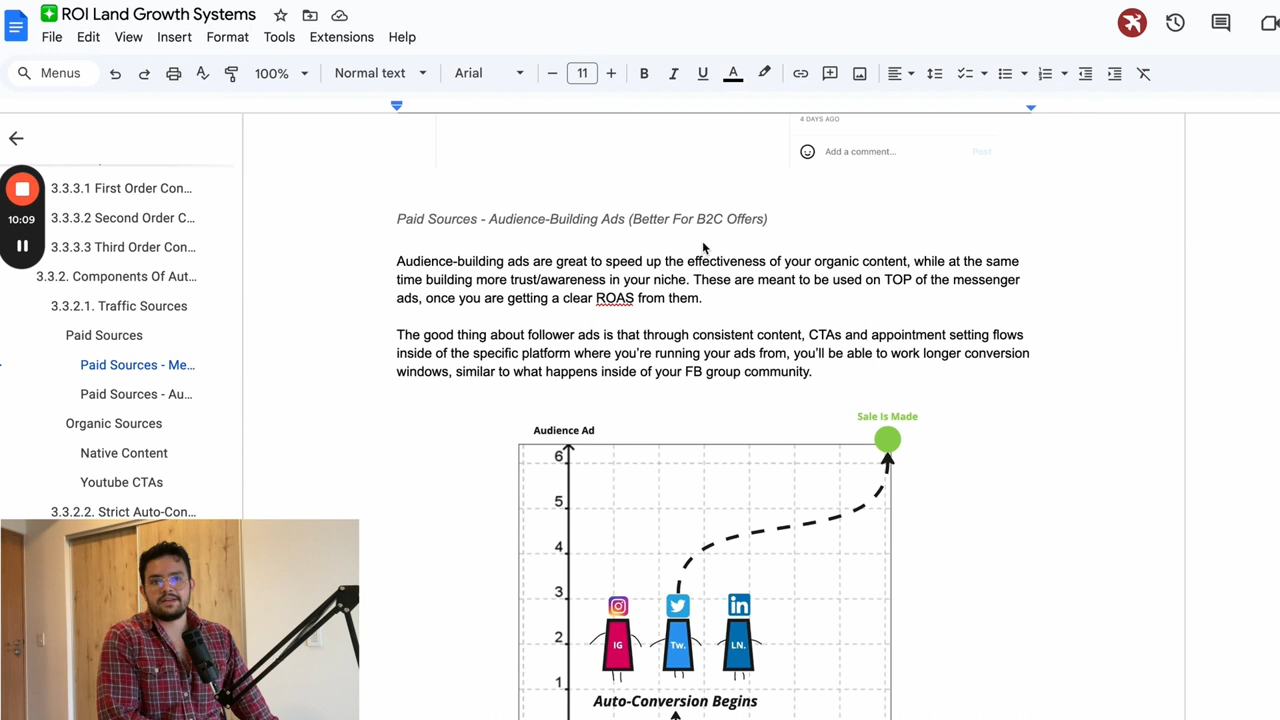 ROI Land Growth Systems
File Edit View Insert Format Tools Extensions Help
Menus 100% Normal text Arial 11 B I U A
4 DAYS AGO
Add a comment... Post
10:09
3.3.3.1 First Order Con...
3.3.3.2 Second Order C...
3.3.3.3 Third Order Con...
3.3.2. Components Of Aut...
3.3.2.1. Traffic Sources
Paid Sources
Paid Sources - Me...
Paid Sources - Au...
Organic Sources
Native Content
Youtube CTAs
3.3.2.2. Strict Auto-Con...
Paid Sources - Audience-Building Ads (Better For B2C Offers)
Audience-building ads are great to speed up the effectiveness of your organic content, while at the same
time building more trust/awareness in your niche. These are meant to be used on TOP of the messenger
ads, once you are getting a clear ROAS from them.
The good thing about follower ads is that through consistent content, CTAs and appointment setting flows
inside of the specific platform where you're running your ads from, you'll be able to work longer conversion
windows, similar to what happens inside of your FB group community.
Sale Is Made
Audience Ad
6
5
4
3
2
1
in
IG Tw. LN.
Auto-Conversion Begins